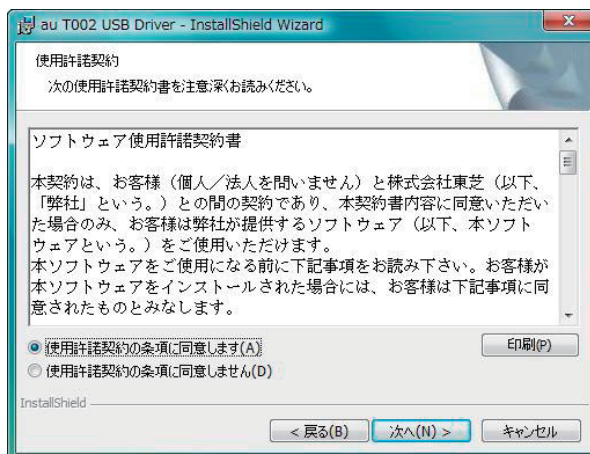 au T002 USB Driver - InstallShield Wizard
使用許諾契約
次の使用許諾契約書を注意深くお読みください。
ソフトウェア使用許諾契約書
本契約は、お客様（個人／法人を問いません）と株式会社東芝（以下、
「弊社」という。）との間の契約であり、本契約書内容に同意いただい
た場合のみ、お客様は弊社が提供するソフトウェア（以下、本ソフト
ウェアという。）をご使用いただけます。
本ソフトウェアをご使用になる前に下記事項をお読み下さい。お客様が
本ソフトウェアをインストールされた場合には、お客様は下記事項に同
意されたものとみなします。
使用許諾契約の条項に同意します(A)
印刷(P)
使用許諾契約の条項に同意しません(D)
InstallShield
< 戻る(B)
次へ(N) >
キャンセル